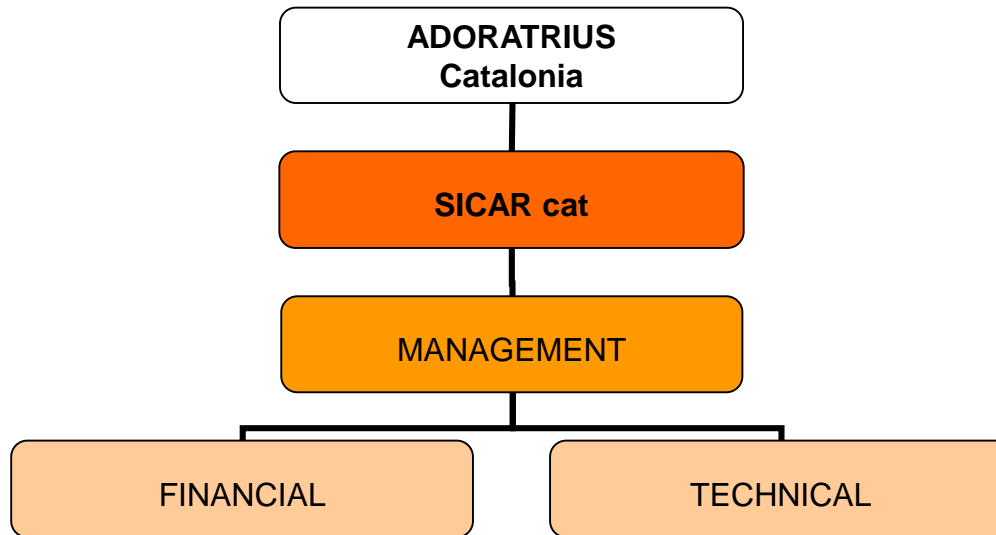 ADORATRIUS
Catalonia
SICAR cat
MANAGEMENT
FINANCIAL
TECHNICAL